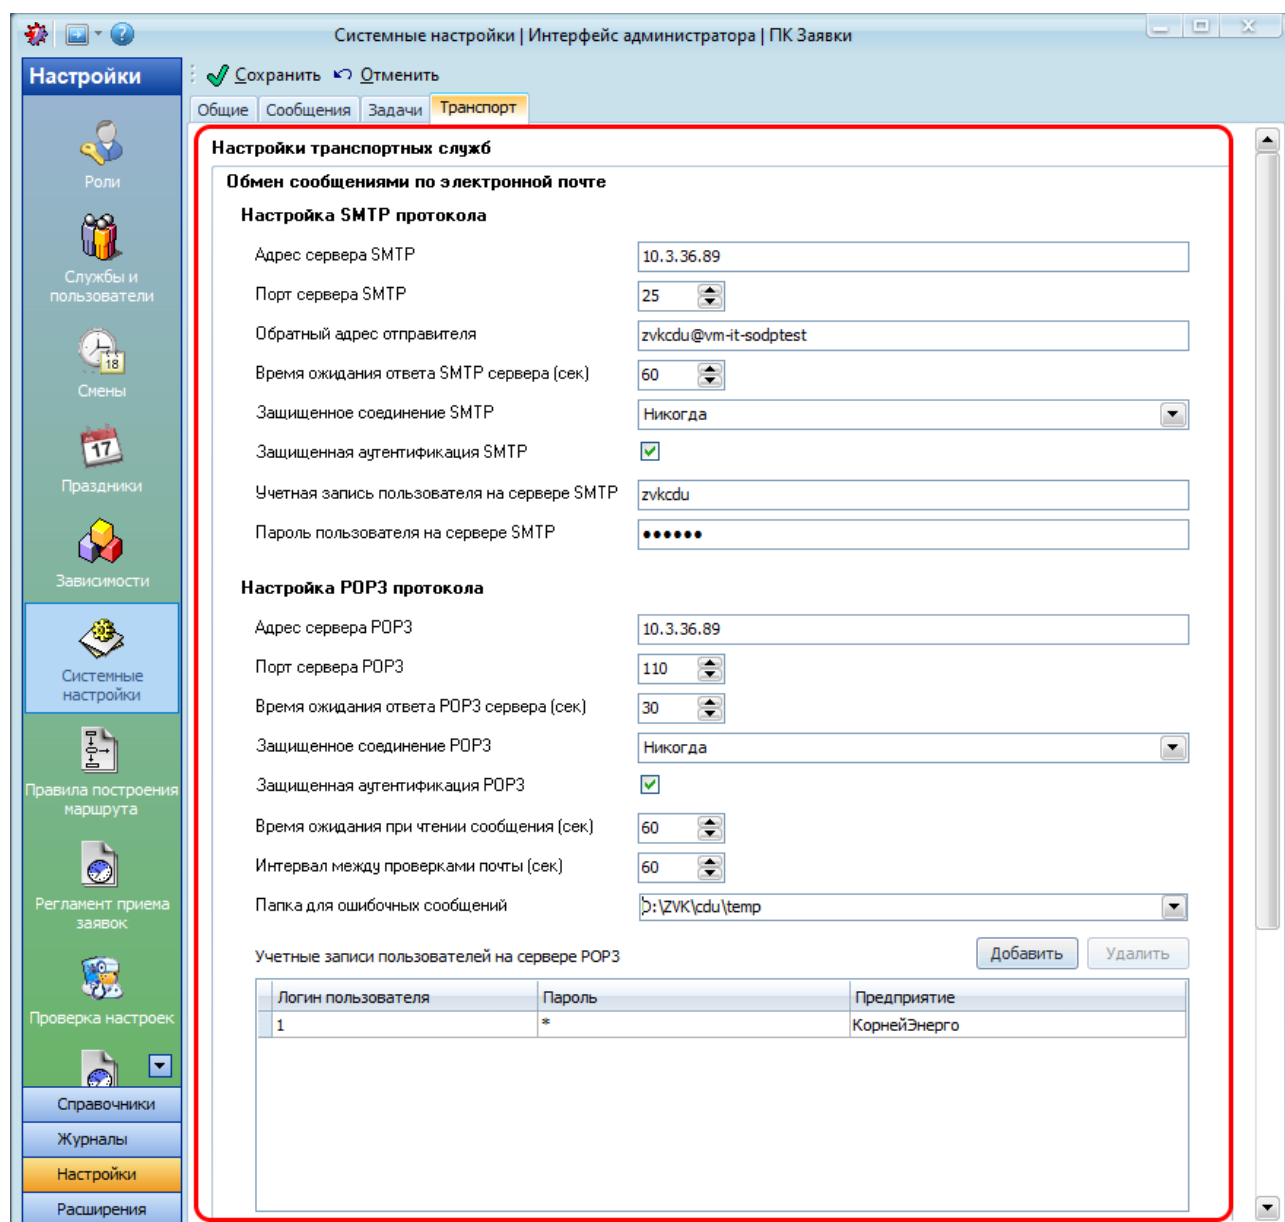 Системные настройки | Интерфейс администратора | ПК Заявки
Настройки
Сохранить Отменить
Общие Сообщения Задачи Транспорт
Роли
Службы и
пользователи
18
Смены
17
Праздники
Зависимости
Системные
настройки
Правила построения
маршрута
Регламент приема
заявок
Проверка настроек
Справочники
Журналы
Настройки
Расширения
Настройки транспортных служб
Обмен сообщениями по электронной почте
Настройка SMTP протокола
Адрес сервера SMTP 10.3.36.89
Порт сервера SMTP 25
Обратный адрес отправителя zvkcdu@vm-it-sodptest
Время ожидания ответа SMTP сервера (сек) 60
Защищенное соединение SMTP Никогда
Защищенная аутентификация SMTP
Учетная запись пользователя на сервере SMTP zvkcdu
Пароль пользователя на сервере SMTP ●●●●●●
Настройка POP3 протокола
Адрес сервера POP3 10.3.36.89
Порт сервера POP3 110
Время ожидания ответа POP3 сервера (сек) 30
Защищенное соединение POP3 Никогда
Защищенная аутентификация POP3
Время ожидания при чтении сообщения (сек) 60
Интервал между проверками почты (сек) 60
Папка для ошибочных сообщений D:\ZVK\cdu\temp
Учетные записи пользователей на сервере POP3 Добавить Удалить
Логин пользователя Пароль Предприятие
1 * КорнейЭнерго